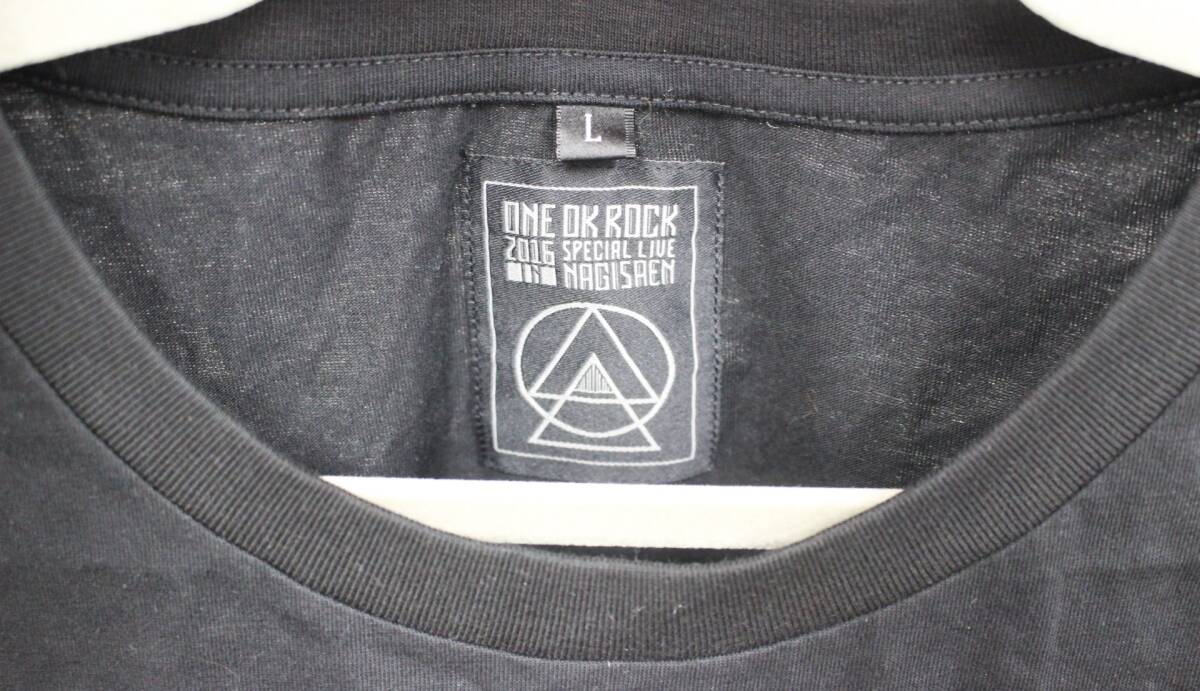 L
ONE OK ROCK
2016 SPECIAL LIVE
IN NAGISAEN